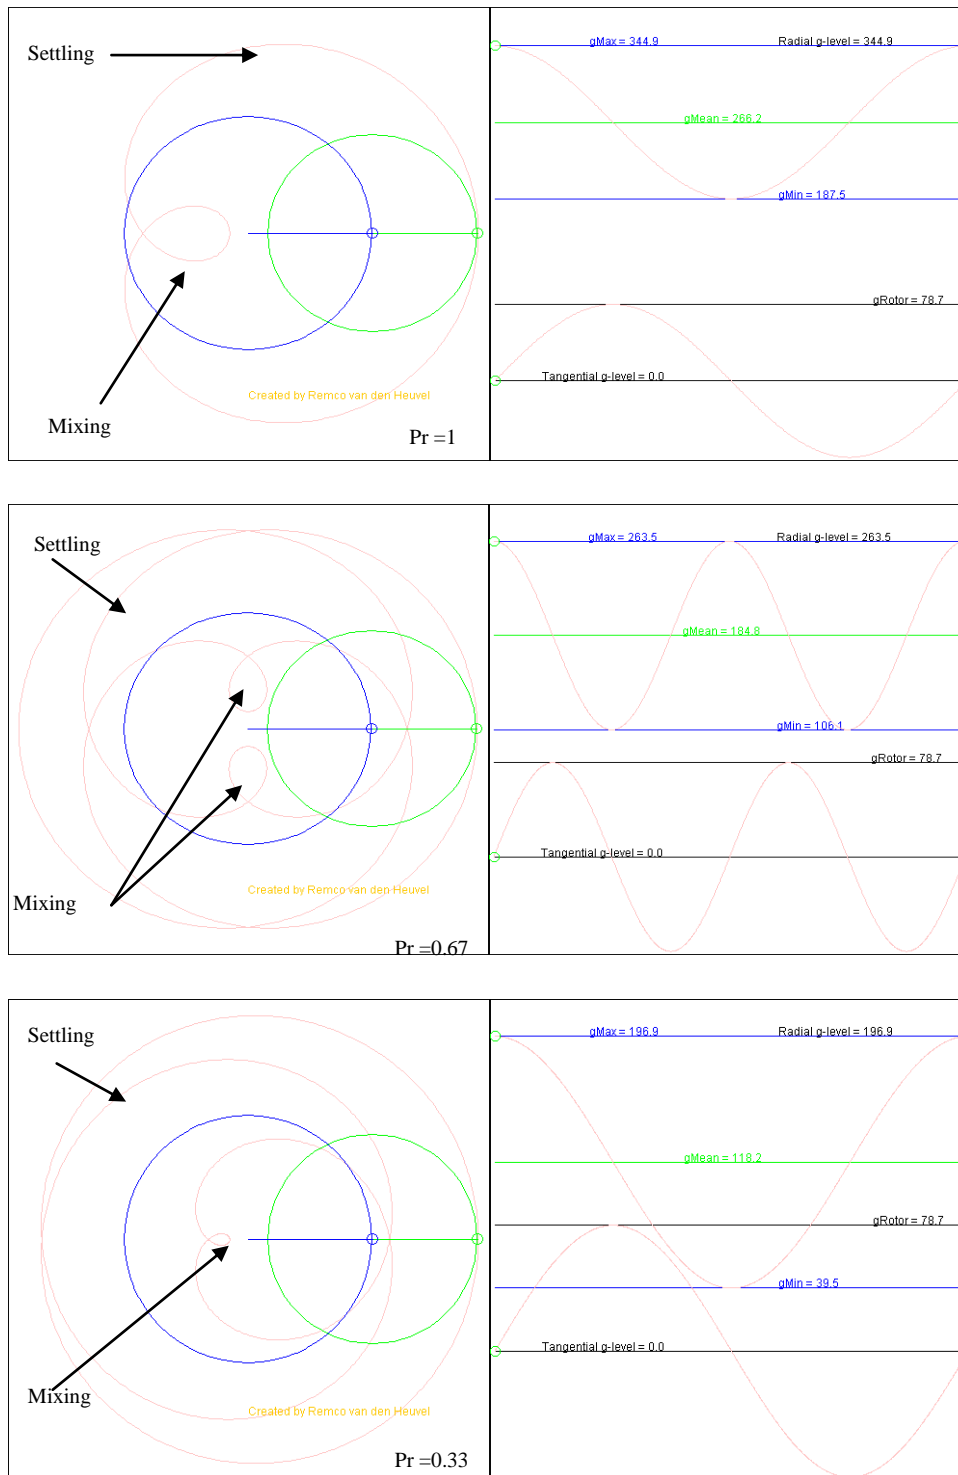 Settling
Mixing
Created by Remco van den Heuvel
Pr =1
gMax = 344.9
Radial g-level = 344.9
gMean = 266.2
gMin = 187.5
gRotor = 78.7
Tangential g-level = 0.0
Settling
Mixing
Created by Remco van den Heuvel
Pr =0.67
gMax = 263.5
Radial g-level = 263.5
gMean = 184.8
gMin = 106.1
gRotor = 78.7
Tangential g-level = 0.0
Settling
Mixing
Created by Remco van den Heuvel
Pr =0.33
gMax = 196.9
Radial g-level = 196.9
gMean = 118.2
gRotor = 78.7
gMin = 39.5
Tangential g-level = 0.0